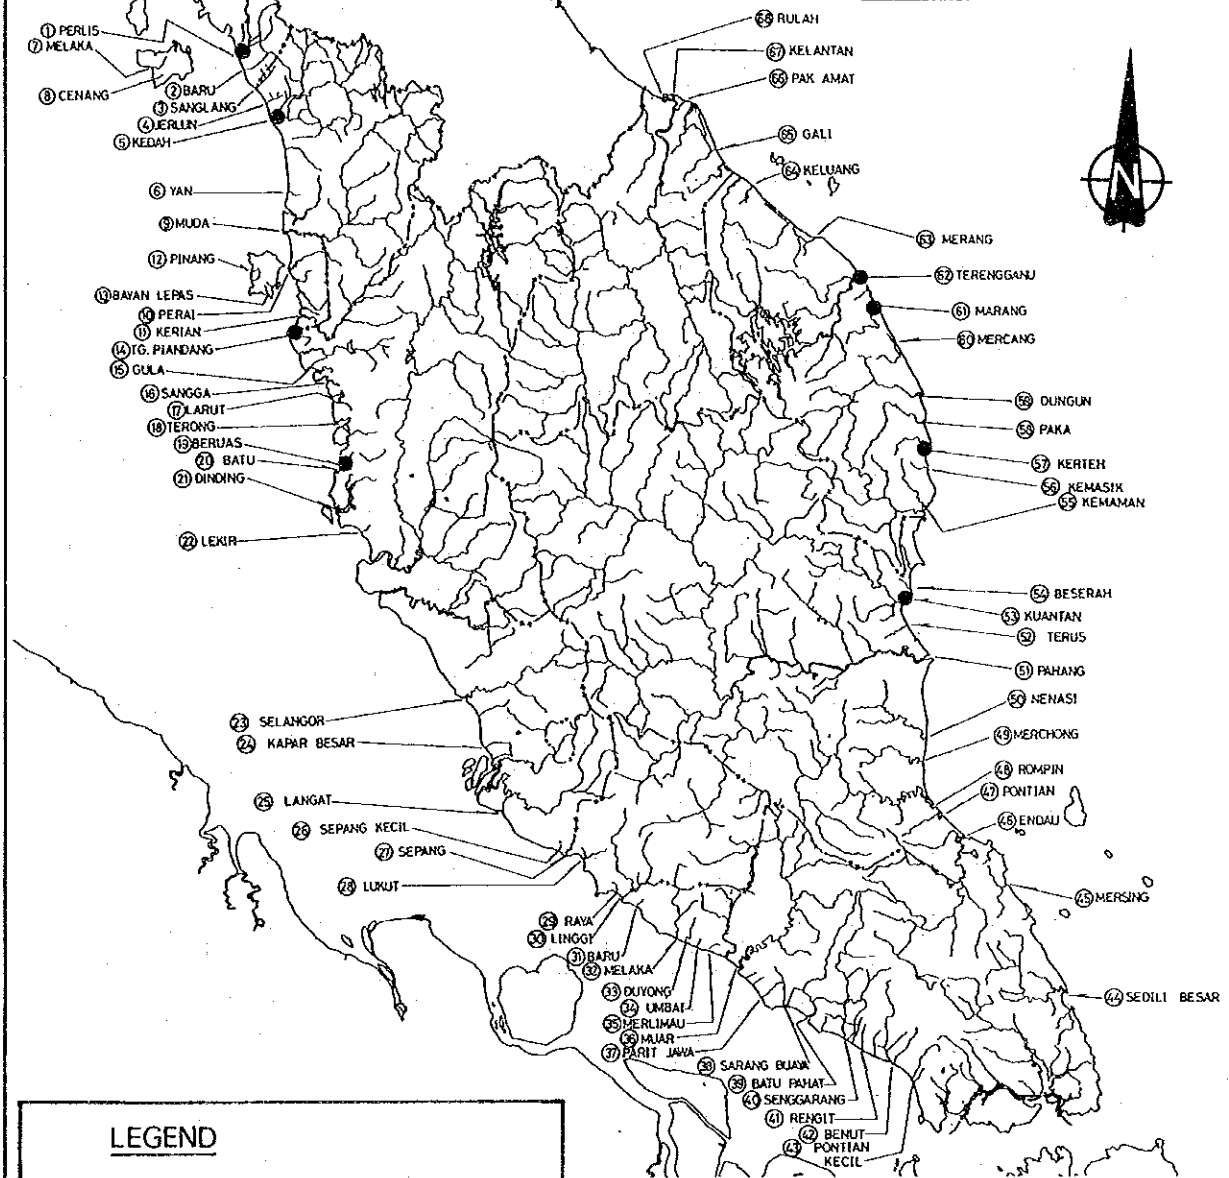 ① PERLIS
⑦ MELAKA
⑧ CENANG
② BARU
③ SANGLANG
④ JERLUN
⑤ KEDAH
⑥ YAN
⑨ MUDA
⑫ PINANG
⑬ BAYAN LEPAS
⑩ PERAI
⑪ KERIAN
⑭ TG. PIANDANG
⑮ GULA
⑯ SANGGA
⑰ LARUT
⑱ TERONG
⑲ BERUAS
⑳ BATU
㉑ DINDING
㉒ LEKIR
㉓ SELANGOR
㉔ KAPAR BESAR
㉕ LANGAT
㉖ SEPANG KECIL
㉗ SEPANG
㉘ LUKUT
㉙ RAYA
㉚ LINGGI
㉛ BARU
㉜ MELAKA
㉝ DUYONG
㉞ UMBAI
㉟ MERLIMAU
㊱ MUAR
㊲ PARIT JAWA
㊳ SARANG BUAYA
㊴ BATU PAHAT
㊵ SENGGARANG
㊶ RENGIT
㊷ BENUT
㊸ PONTIAN
KECIL
68 RULAH
67 KELANTAN
66 PAK AMAT
65 GALI
64 KELUANG
63 MERANG
62 TERENGGANU
61 MARANG
60 MERCANG
59 DUNGUN
58 PAKA
57 KERTEH
56 KEMASIK
55 KEMAMAN
54 BESERAH
53 KUANTAN
52 TERUS
51 PAHANG
㊿ NENASI
㊾ MERCHONG
㊽ ROMPIN
㊼ PONTIAN
㊻ ENDAU
㊺ MERSING
㊹ SEDILI BESAR
N
LEGEND